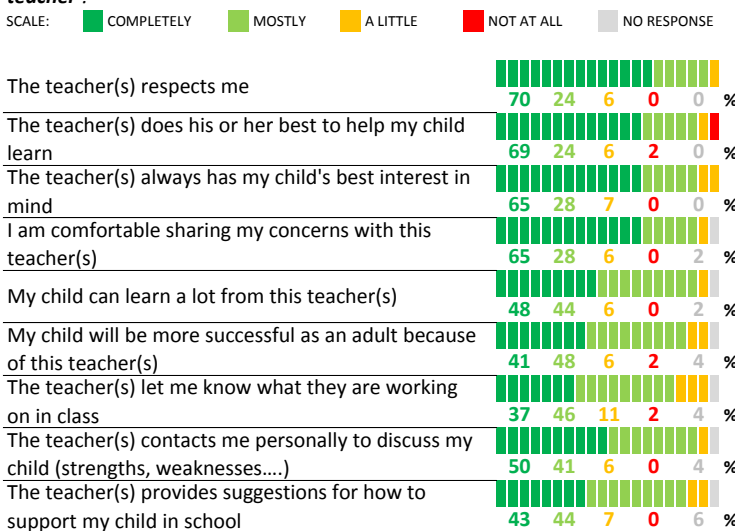 teacher :
SCALE: COMPLETELY MOSTLY A LITTLE NOT AT ALL NO RESPONSE
The teacher(s) respects me
70 24 6 0 0 %
The teacher(s) does his or her best to help my child
learn
69 24 6 2 0 %
The teacher(s) always has my child's best interest in
mind
65 28 7 0 0 %
I am comfortable sharing my concerns with this
teacher(s)
65 28 6 0 2 %
My child can learn a lot from this teacher(s)
48 44 6 0 2 %
My child will be more successful as an adult because
of this teacher(s)
41 48 6 2 4 %
The teacher(s) let me know what they are working
on in class
37 46 11 2 4 %
The teacher(s) contacts me personally to discuss my
child (strengths, weaknesses....)
50 41 6 0 4 %
The teacher(s) provides suggestions for how to
support my child in school
43 44 7 0 6 %